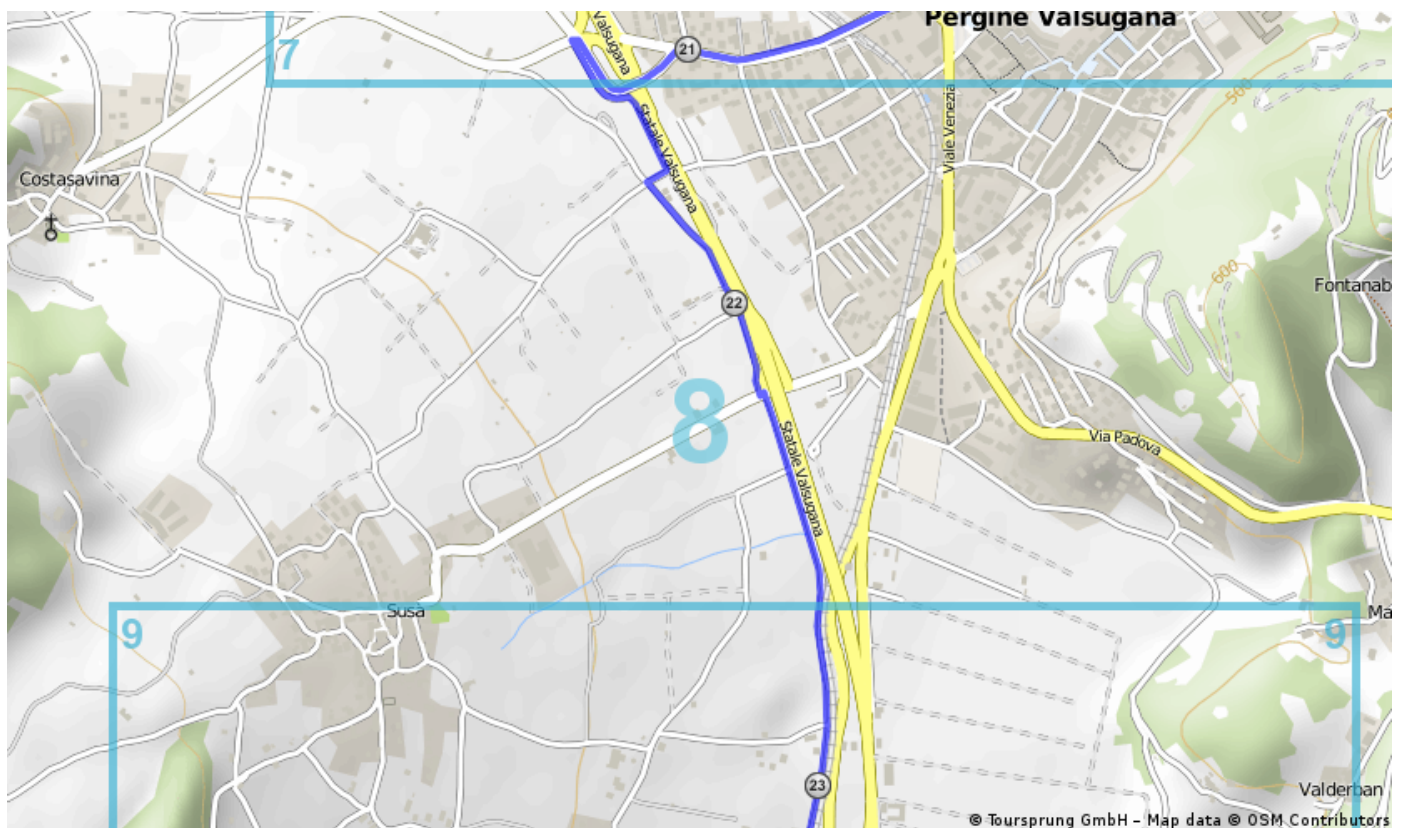 Pergine Valsugana
Valsugana
21
7
560
Statale Valsugana
Viale Venezia
Costasavina
600
Fontanab
22
8
Via Padova
Statale Valsugana
Susà
9
9
Ma
23
Valderban
© Toursprung GmbH – Map data © OSM Contributors